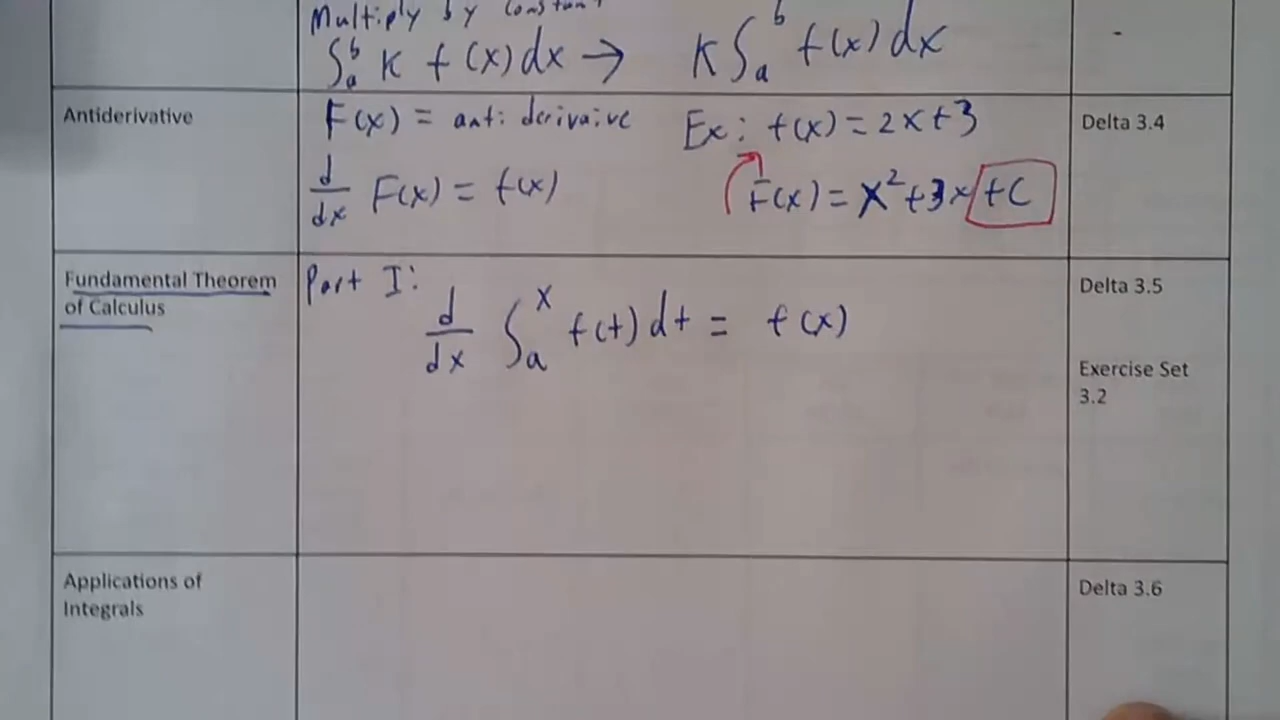 Multiply by Constant
∫ₐᵇ K f(x) dx → K ∫ₐᵇ f(x) dx
Antiderivative
F(x) = anti derivaive
d/dx F(x) = f(x)
Ex: f(x) = 2x+3
F(x) = x²+3x+C
Delta 3.4
Fundamental Theorem
of Calculus
Part I:
d/dx ∫ₐˣ f(t) dt = f(x)
Delta 3.5
Exercise Set
3.2
Applications of
Integrals
Delta 3.6